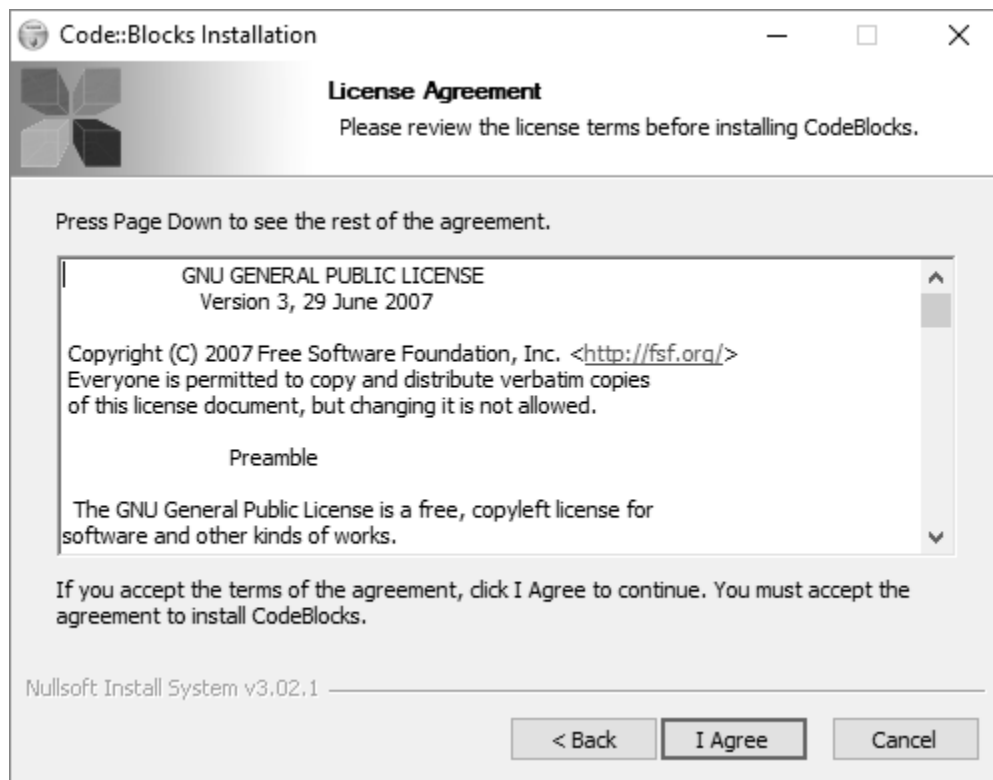 Code::Blocks Installation
License Agreement
Please review the license terms before installing CodeBlocks.
Press Page Down to see the rest of the agreement.
GNU GENERAL PUBLIC LICENSE
Version 3, 29 June 2007
Copyright (C) 2007 Free Software Foundation, Inc. <http://fsf.org/>
Everyone is permitted to copy and distribute verbatim copies
of this license document, but changing it is not allowed.
Preamble
The GNU General Public License is a free, copyleft license for
software and other kinds of works.
If you accept the terms of the agreement, click I Agree to continue. You must accept the
agreement to install CodeBlocks.
Nullsoft Install System v3.02.1
< Back I Agree Cancel